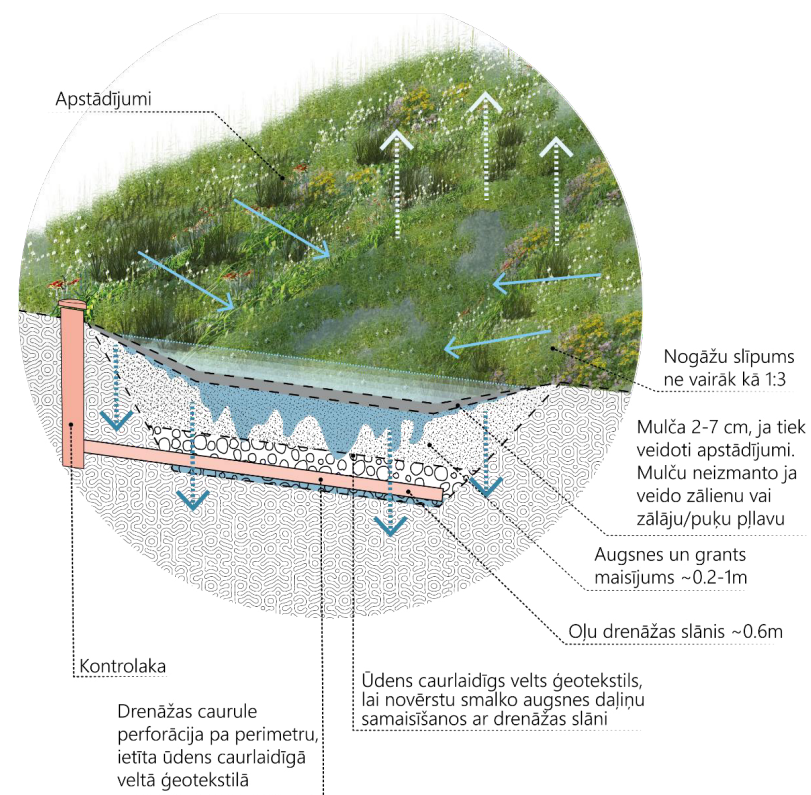 Apstādījumi
Nogāžu slīpums
ne vairāk kā 1:3
Mulča 2-7 cm, ja tiek
veidoti apstādījumi.
Mulču neizmanto ja
veido zālienu vai
zālāju/puķu pļavu
Augsnes un grants
maisījums ~0.2-1m
Oļu drenāžas slānis ~0.6m
Kontrolaka
Ūdens caurlaidīgs velts ģeotekstils,
lai novērstu smalko augsnes daļiņu
samaisīšanos ar drenāžas slāni
Drenāžas caurule
perforācija pa perimetru,
ietīta ūdens caurlaidīgā
veltā ģeotekstilā